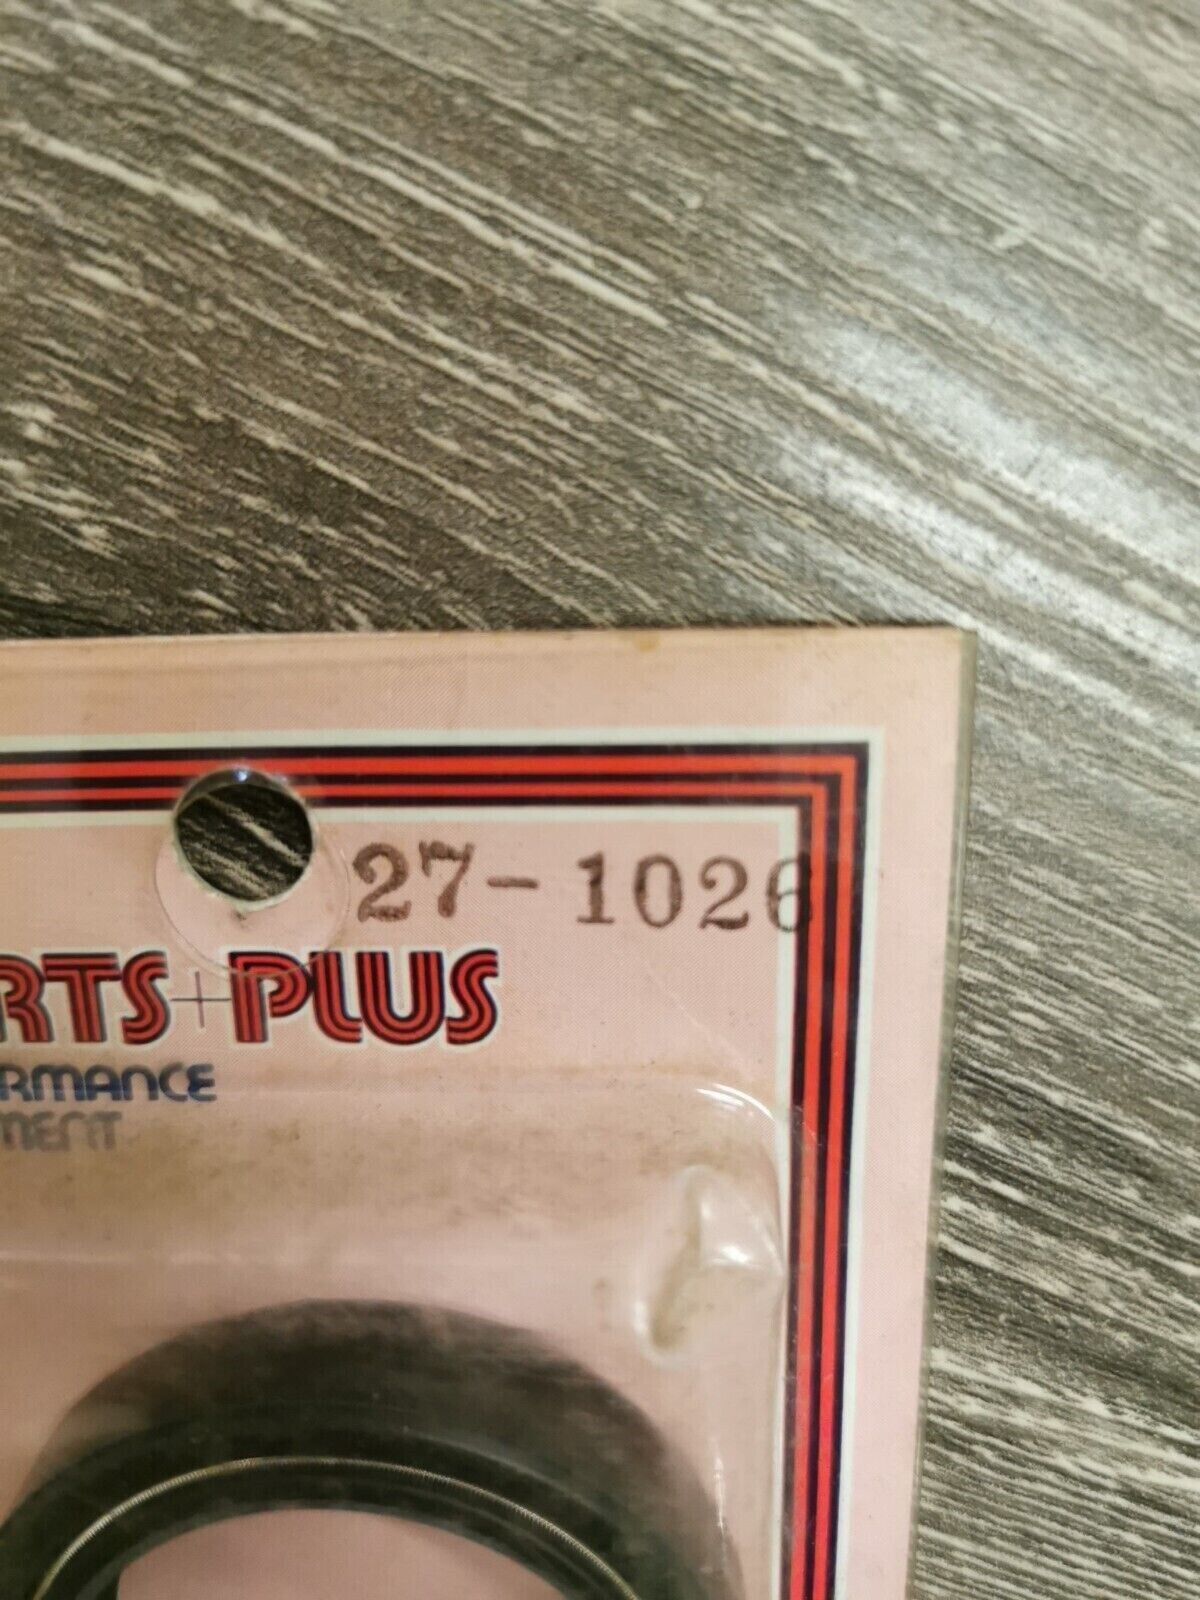 27-1026
RTS+PLUS
RMANCE
MENT